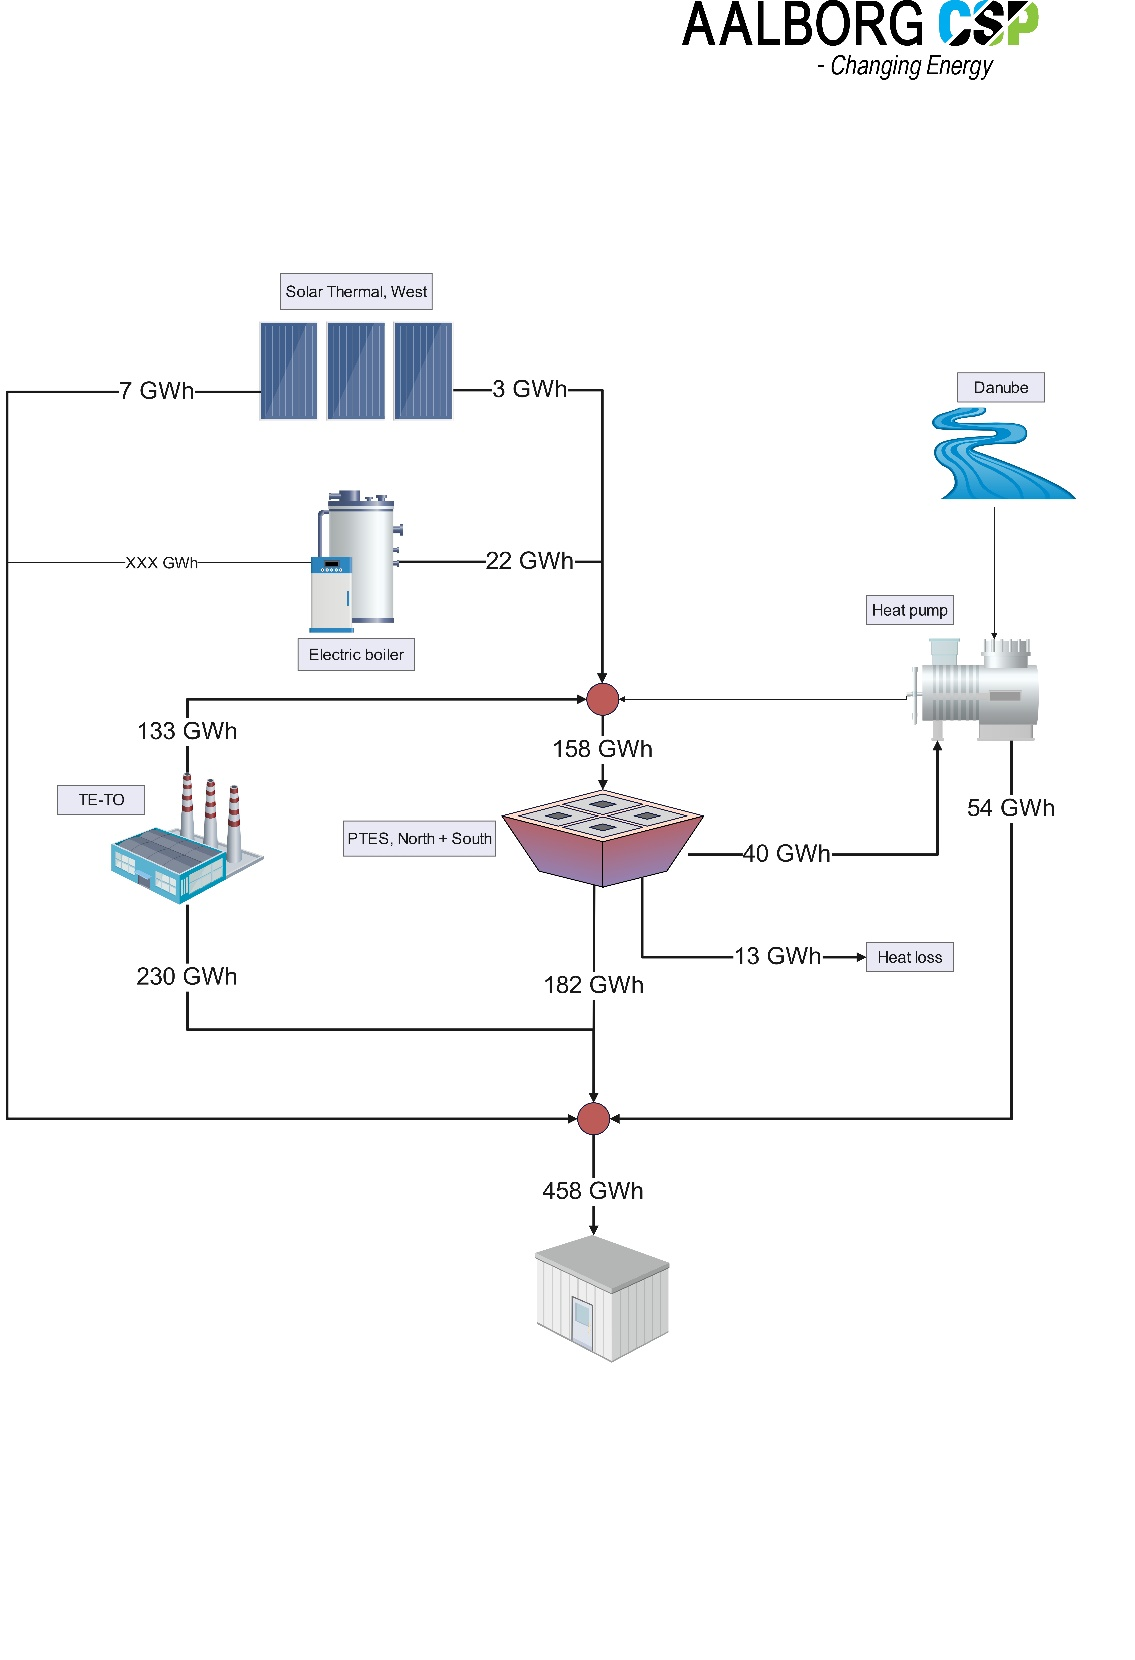 AALBORG CSP
- Changing Energy
Solar Thermal, West
7 GWh
3 GWh
Danube
XXX GWh
22 GWh
Heat pump
Electric boiler
133 GWh
158 GWh
TE-TO
54 GWh
PTES, North + South
40 GWh
13 GWh
Heat loss
230 GWh
182 GWh
458 GWh